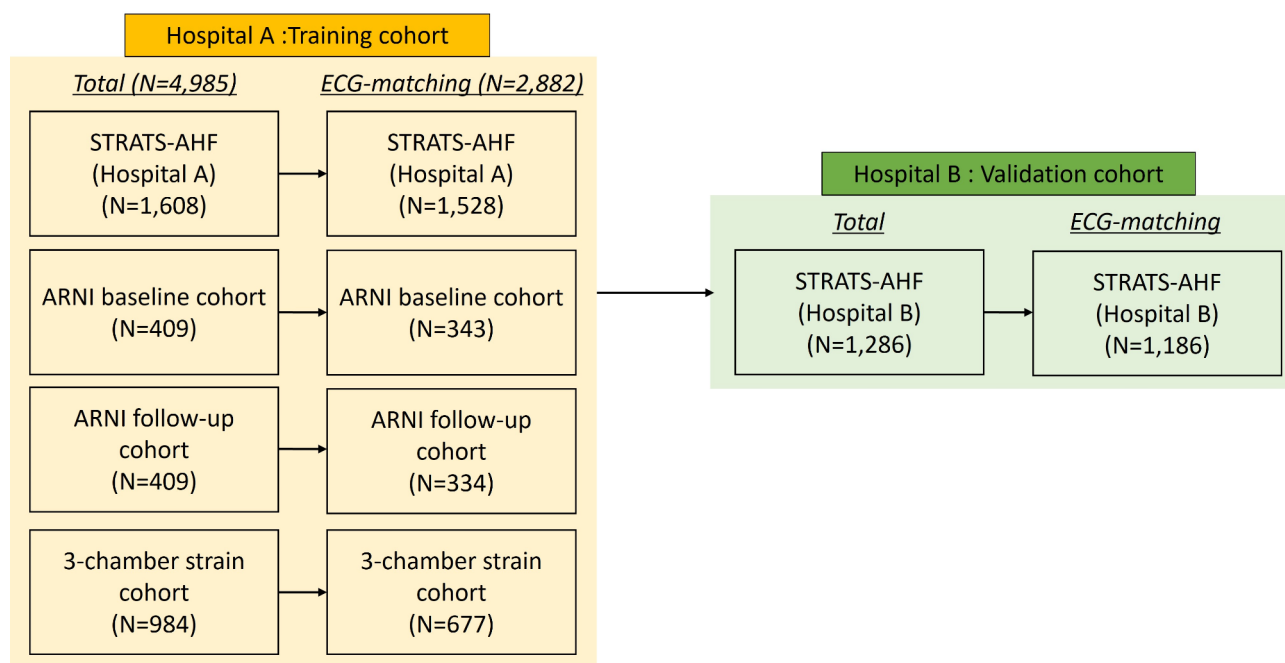 Hospital A :Training cohort
Total (N=4,985)
ECG-matching (N=2,882)
STRATS-AHF
(Hospital A)
(N=1,608)
STRATS-AHF
(Hospital A)
(N=1,528)
ARNI baseline cohort
(N=409)
ARNI baseline cohort
(N=343)
ARNI follow-up
cohort
(N=409)
ARNI follow-up
cohort
(N=334)
3-chamber strain
cohort
(N=984)
3-chamber strain
cohort
(N=677)
Hospital B : Validation cohort
Total
ECG-matching
STRATS-AHF
(Hospital B)
(N=1,286)
STRATS-AHF
(Hospital B)
(N=1,186)